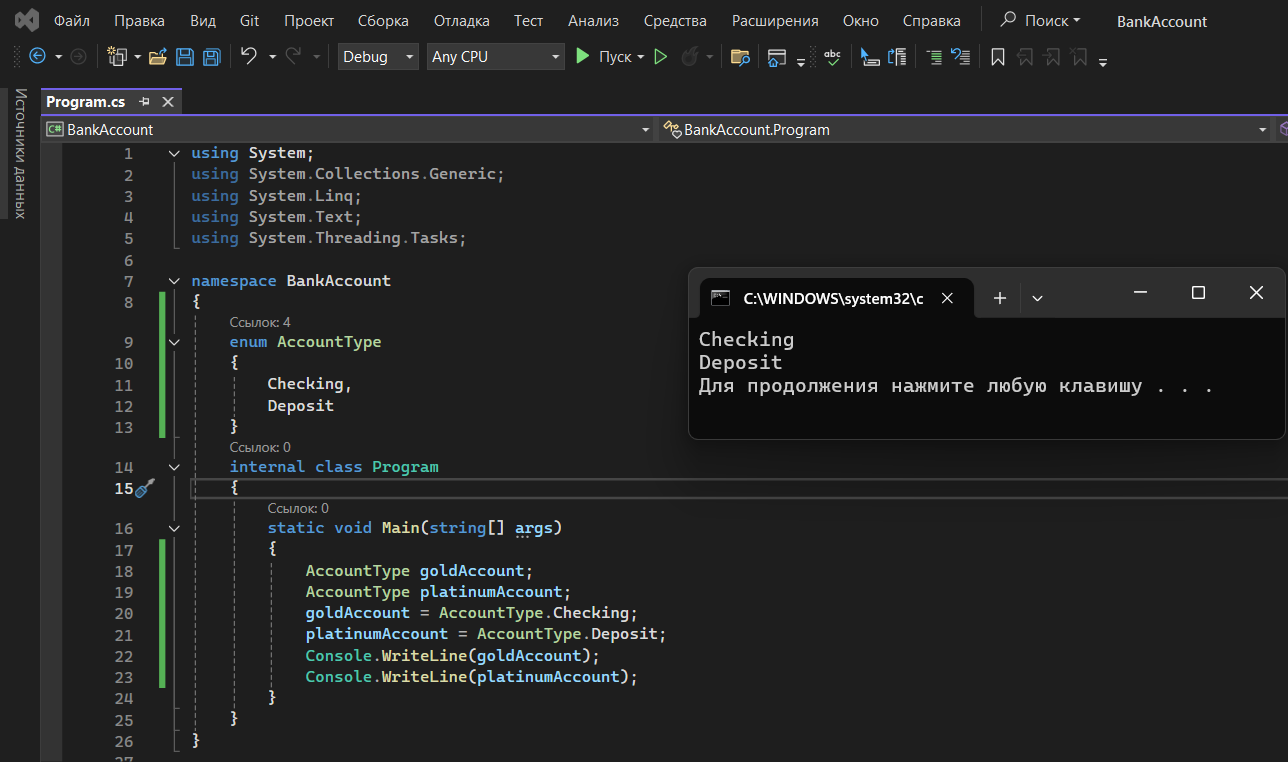 Файл Правка Вид Git Проект Сборка Отладка Тест Анализ Средства Расширения Окно Справка Поиск BankAccount
Debug Any CPU Пуск abc
Источники данных
Program.cs
C# BankAccount BankAccount.Program
1 using System;
2 using System.Collections.Generic;
3 using System.Linq;
4 using System.Text;
5 using System.Threading.Tasks;
6
7 namespace BankAccount
8 {
Ссылок: 4
9 enum AccountType
10 {
11 Checking,
12 Deposit
13 }
Ссылок: 0
14 internal class Program
15 {
Ссылок: 0
16 static void Main(string[] args)
17 {
18 AccountType goldAccount;
19 AccountType platinumAccount;
20 goldAccount = AccountType.Checking;
21 platinumAccount = AccountType.Deposit;
22 Console.WriteLine(goldAccount);
23 Console.WriteLine(platinumAccount);
24 }
25 }
26 }
27
C:\WINDOWS\system32\c
Checking
Deposit
Для продолжения нажмите любую клавишу . . .